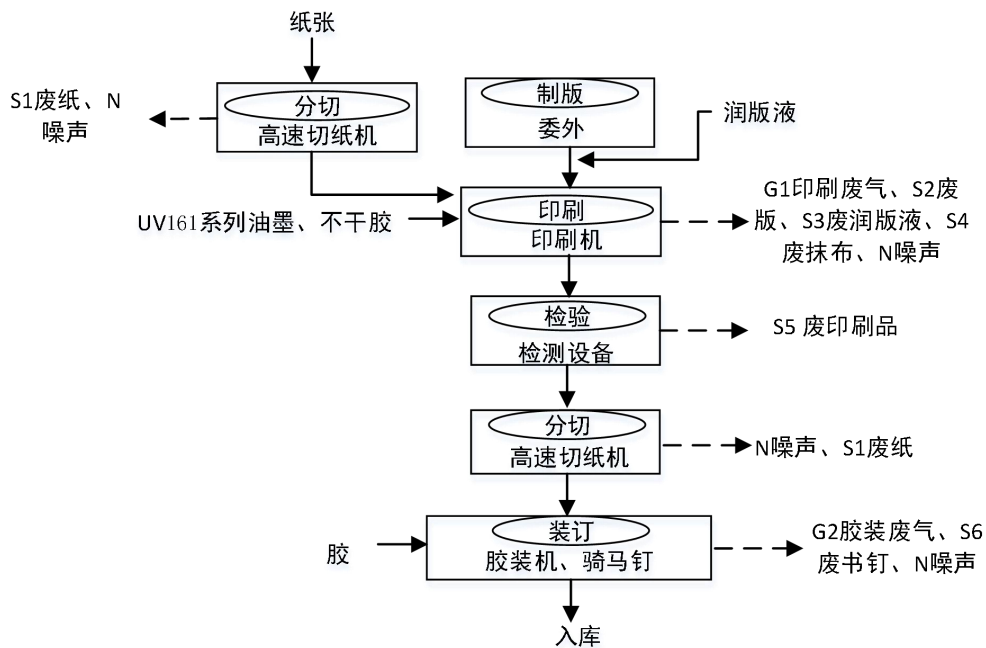 纸张
S1废纸、N
噪声
分切
高速切纸机
制版
委外
润版液
UV161系列油墨、不干胶
印刷
印刷机
G1印刷废气、S2废
版、S3废润版液、S4
废抹布、N噪声
检验
检测设备
S5 废印刷品
分切
高速切纸机
N噪声、S1废纸
胶
装订
胶装机、骑马钉
G2胶装废气、S6
废书钉、N噪声
入库